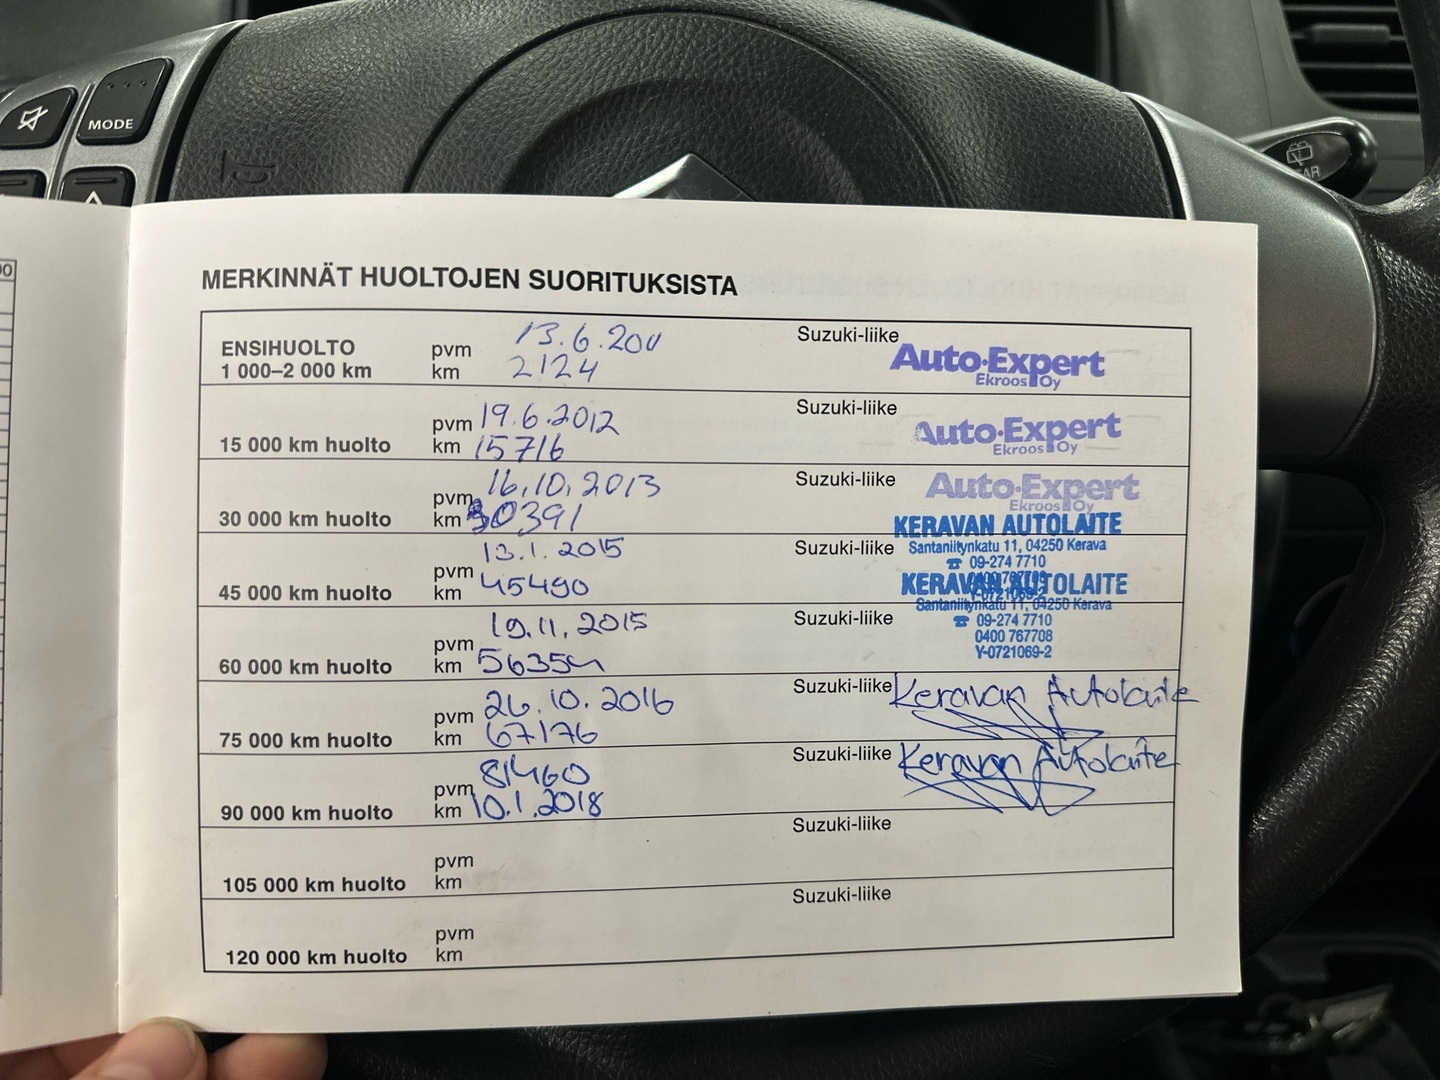 MODE
REAR
00
MERKINNÄT HUOLTOJEN SUORITUKSISTA
ENSIHUOLTO
1 000–2 000 km
pvm 13.6.2011
km 2124
Suzuki-liike
Auto·Expert
Ekroos Oy
15 000 km huolto
pvm 19.6.2012
km 15716
Suzuki-liike
Auto·Expert
Ekroos Oy
30 000 km huolto
pvm 16.10.2013
km 30391
Suzuki-liike
Auto·Expert
Ekroos Oy
45 000 km huolto
pvm 13.1.2015
km 45490
Suzuki-liike
KERAVAN AUTOLAITE
Santaniitynkatu 11, 04250 Kerava
☎ 09-274 7710
60 000 km huolto
pvm 19.11.2015
km
Suzuki-liike
KERAVAN AUTOLAITE
Santaniitynkatu 11, 04250 Kerava
☎ 09-274 7710
0400 767708
Y-0721069-2
75 000 km huolto
pvm 26.10.2016
km 67176
Suzuki-liike
Keravan Autolaite
90 000 km huolto
pvm 81460
km 10.1.2018
Suzuki-liike
Keravan Autolaite
105 000 km huolto
pvm
km
Suzuki-liike
120 000 km huolto
pvm
km
Suzuki-liike